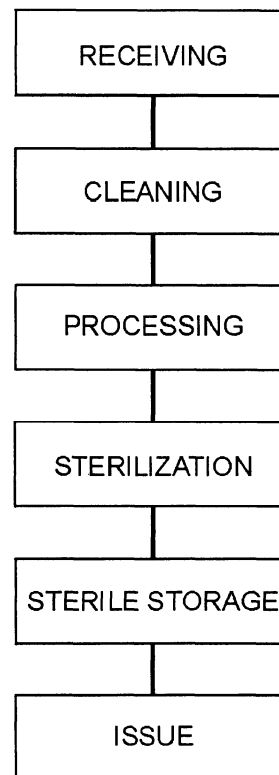 RECEIVING
CLEANING
PROCESSING
STERILIZATION
STERILE STORAGE
ISSUE